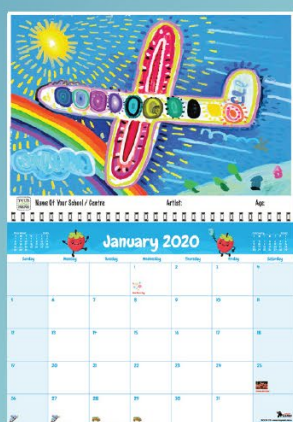 Name Of Your School / Centre Artist: Age:
January 2020
Sunday Monday Tuesday Wednesday Thursday Friday Saturday
1 2 3 4
5 6 7 8 9 10 11
12 13 14 15 16 17 18
19 20 21 22 23 24 25
26 27 28 29 30 31